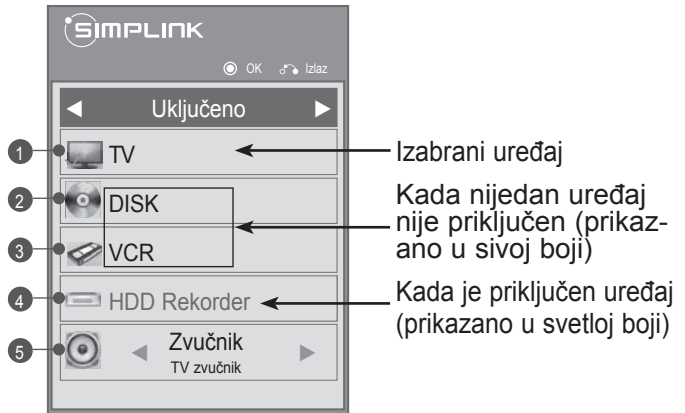 SIMPLINK
OK Izlaz
Uključeno
1 TV
Izabrani uređaj
2 DISK
3 VCR
Kada nijedan uređaj
nije priključen (prikaz-
ano u sivoj boji)
4 HDD Rekorder
Kada je priključen uređaj
(prikazano u svetloj boji)
5 Zvučnik
TV zvučnik